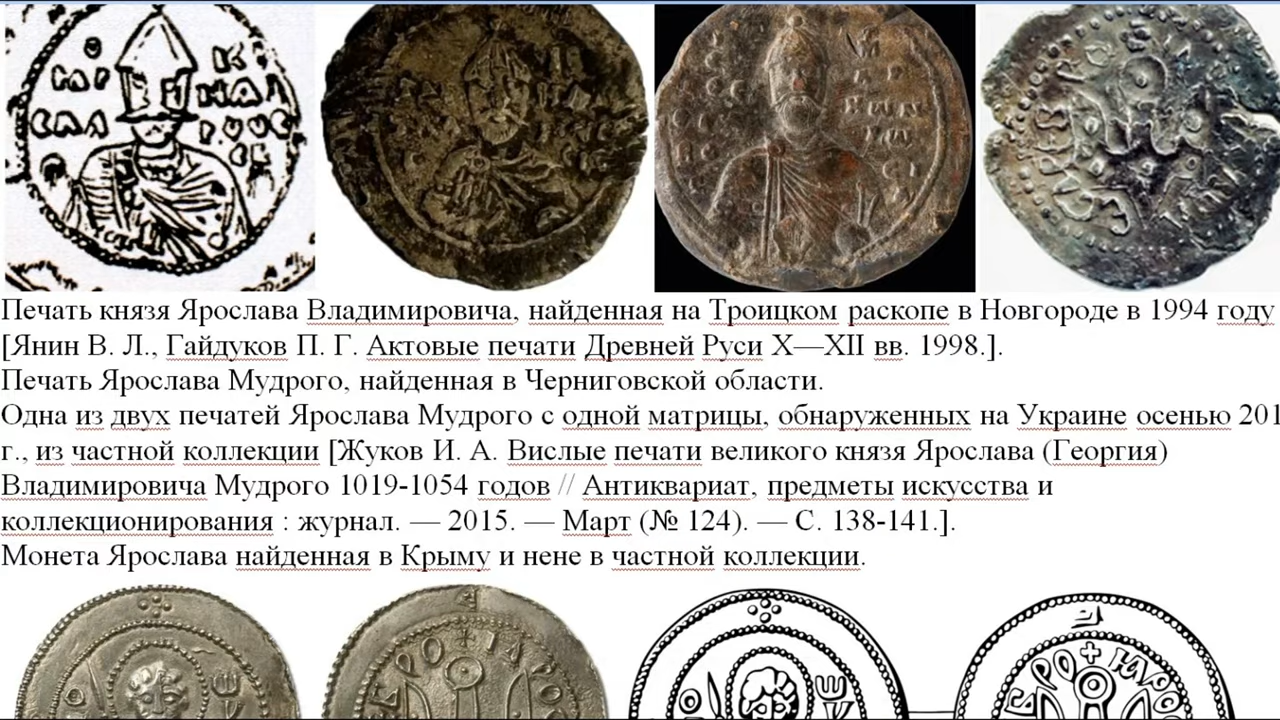 Печать князя Ярослава Владимировича, найденная на Троицком раскопе в Новгороде в 1994 году
[Янин В. Л., Гайдуков П. Г. Актовые печати Древней Руси X—XII вв. 1998.].
Печать Ярослава Мудрого, найденная в Черниговской области.
Одна из двух печатей Ярослава Мудрого с одной матрицы, обнаруженных на Украине осенью 201
г., из частной коллекции [Жуков И. А. Вислые печати великого князя Ярослава (Георгия)
Владимировича Мудрого 1019-1054 годов // Антиквариат, предметы искусства и
коллекционирования : журнал. — 2015. — Март (№ 124). — С. 138-141.].
Монета Ярослава найденная в Крыму и нене в частной коллекции.